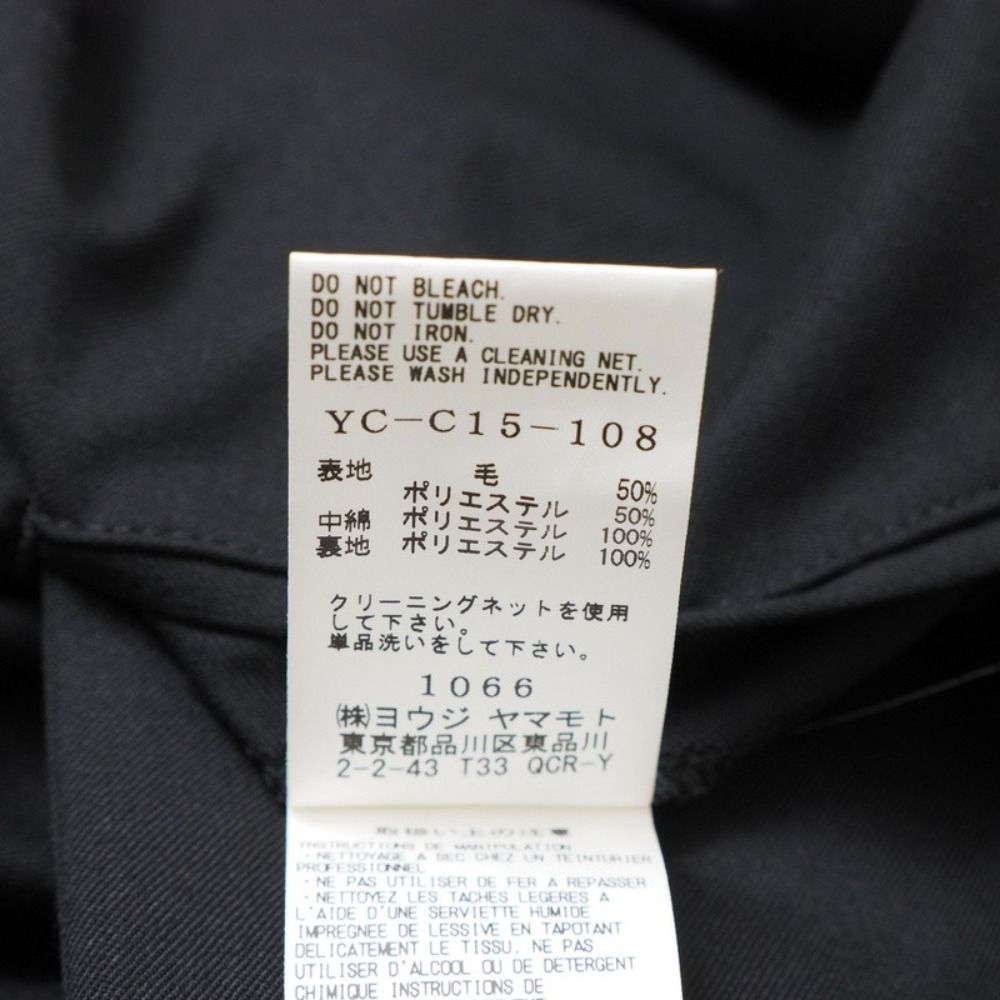 DO NOT BLEACH.
DO NOT TUMBLE DRY.
DO NOT IRON.
PLEASE USE A CLEANING NET.
PLEASE WASH INDEPENDENTLY.
YC-C15-108
表地 毛 50%
ポリエステル 50%
中綿 ポリエステル 100%
裏地 ポリエステル 100%
クリーニングネットを使用
して下さい。
単品洗いをして下さい。
1066
㈱ヨウジ ヤマモト
東京都品川区東品川
2-2-43 T33 QCR-Y
取扱い上の注意
INSTRUCTIONS DE MANIPULATION
・NETTOYAGE A SEC CHEZ UN TEINTURIER
PROFESSIONNEL
・NE PAS UTILISER DE FER A REPASSER
・NETTOYEZ LES TACHES LEGERES A
L'AIDE D'UNE SERVIETTE HUMIDE
IMPREGNEE DE LESSIVE EN TAPOTANT
DELICATEMENT LE TISSU. NE PAS
UTILISER D'ALCOOL OU DE DETERGENT
CHIMIQUE INSTRUCTIONS DE